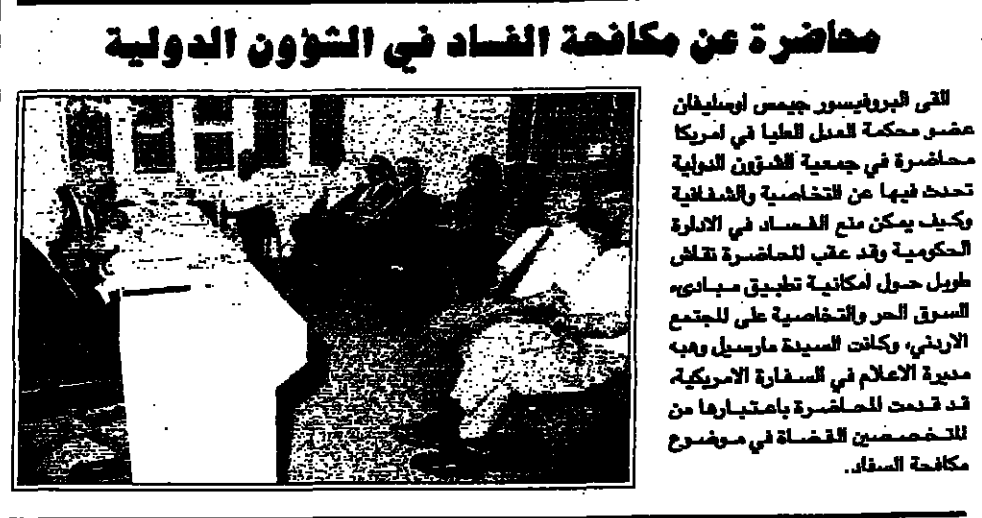 محاضرة عن مكافحة الفساد في الشؤون الدولية
القى البروفيسور جيمس اوسليفان
عضو محكمة العدل العليا في امريكا
محاضرة في جمعية الشؤون الدولية
تحدث فيها عن التخاصية والشفافية
وكيف يمكن منع الفساد في الادارة
الحكومية وقد عقب المحاضرة نقاش
طويل حول امكانية تطبيق مبادىء
السوق الحر والتخاصية على المجتمع
الاردني، وكانت السيدة مارسيل وهبه
مديرة الاعلام في السفارة الامريكية،
قد قدمت المحاضرة باعتبارها من
المتخصصين القضاة في موضوع
مكافحة السفاد..